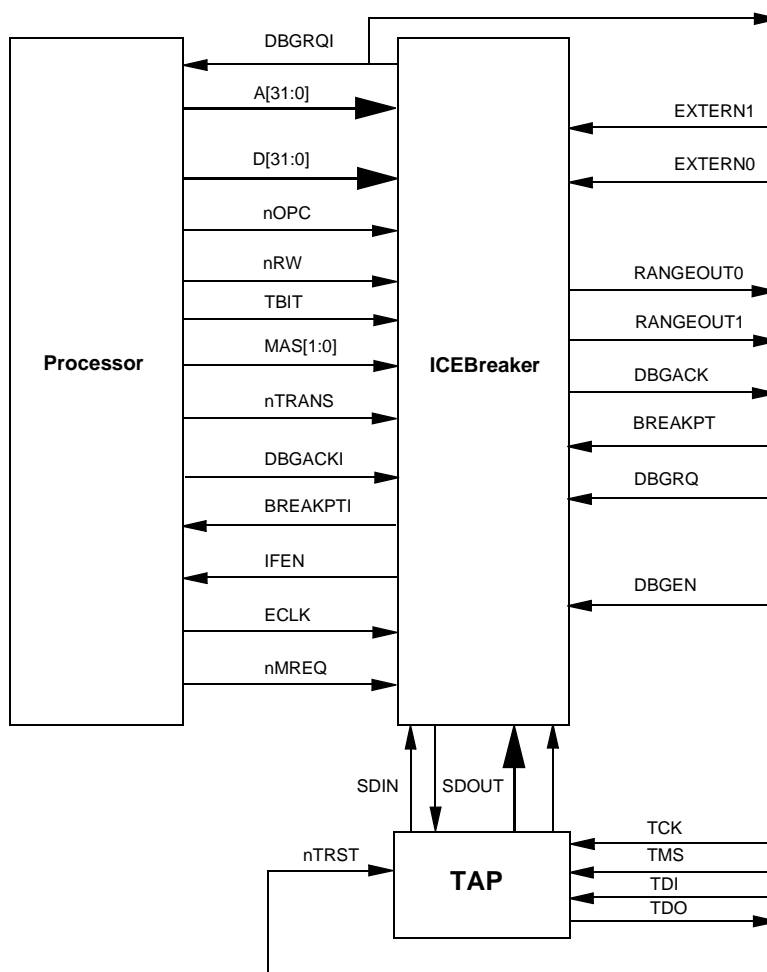 DBGRQI
A[31:0]
EXTERN1
D[31:0]
EXTERN0
nOPC
nRW
RANGEOUT0
TBIT
RANGEOUT1
MAS[1:0]
Processor
ICEBreaker
DBGACK
nTRANS
BREAKPT
DBGACKI
DBGRQ
BREAKPTI
IFEN
DBGEN
ECLK
nMREQ
SDIN
SDOUT
TCK
nTRST
TMS
TAP
TDI
TDO